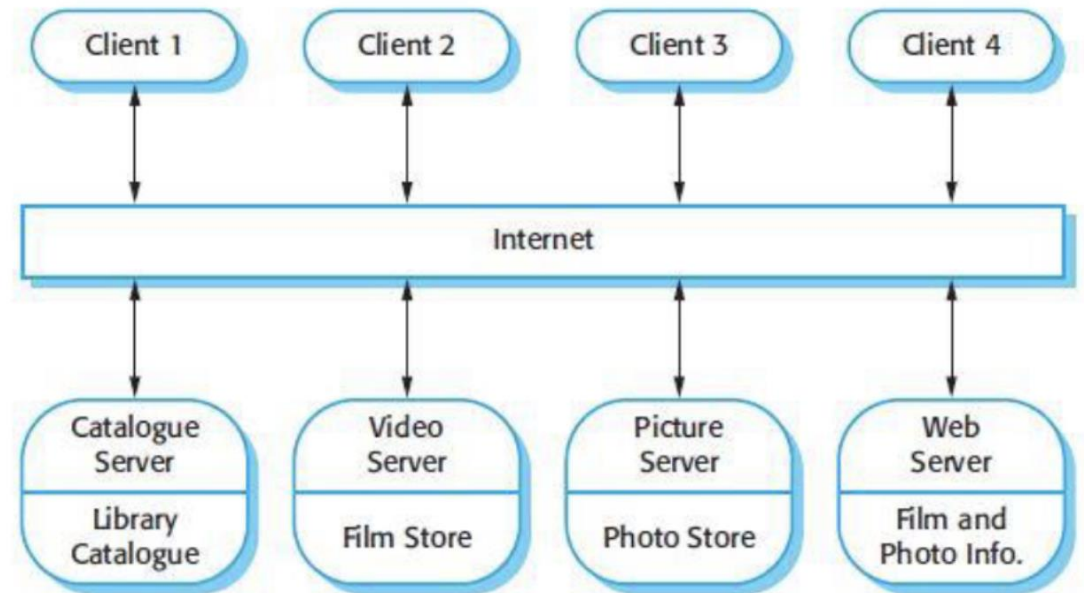 Client 1
Client 2
Client 3
Client 4
Internet
Catalogue
Server
Library
Catalogue
Video
Server
Film Store
Picture
Server
Photo Store
Web
Server
Film and
Photo Info.